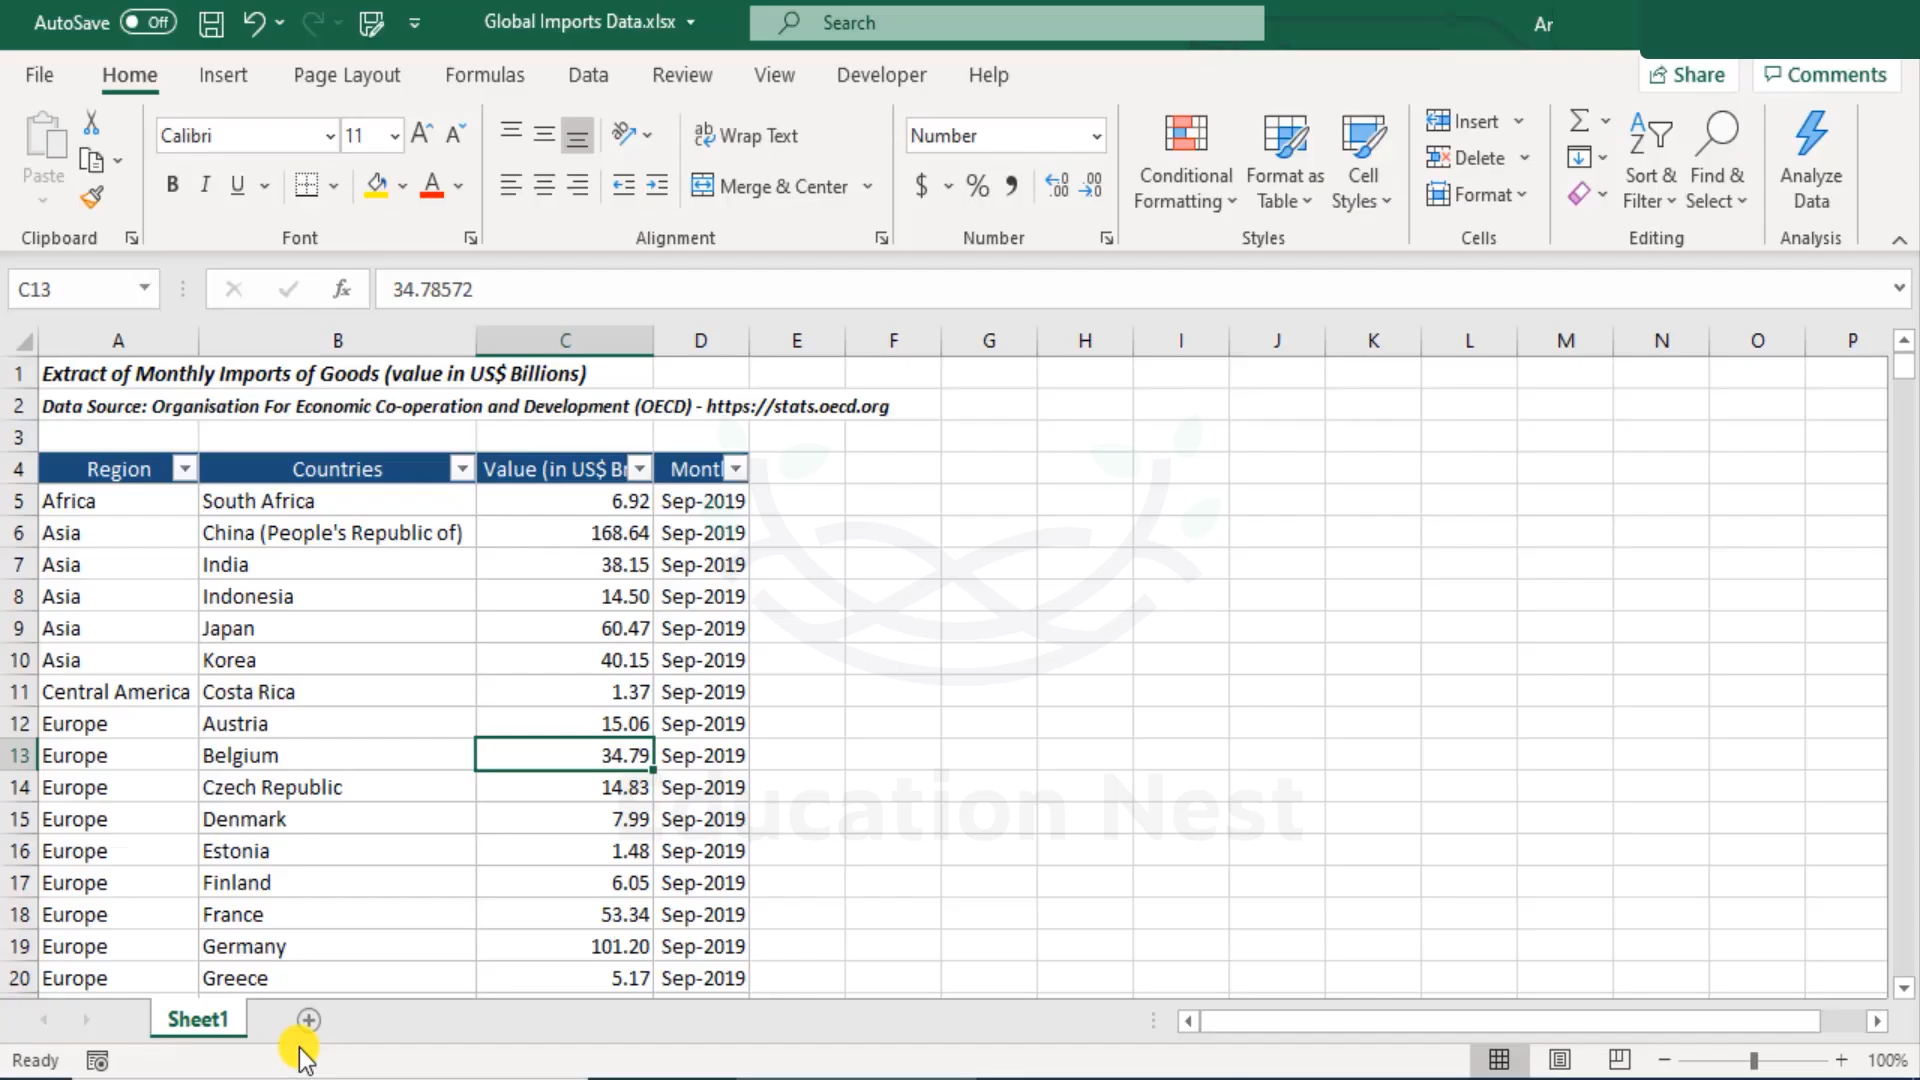 AutoSave Off Global Imports Data.xlsx Search Ar
File Home Insert Page Layout Formulas Data Review View Developer Help Share Comments
Paste
Clipboard
Calibri 11
B I U
Font
Wrap Text
Merge & Center
Alignment
Number
$ % 9
Number
Conditional Formatting
Format as Table
Cell Styles
Styles
Insert
Delete
Format
Cells
Sort & Filter
Find & Select
Editing
Analyze Data
Analysis
C13 fx 34.78572
A B C D E F G H I J K L M N O P
1 Extract of Monthly Imports of Goods (value in US$ Billions)
2 Data Source: Organisation For Economic Co-operation and Development (OECD) - https://stats.oecd.org
3
4 Region Countries Value (in US$ B Mont
5 Africa South Africa 6.92 Sep-2019
6 Asia China (People's Republic of) 168.64 Sep-2019
7 Asia India 38.15 Sep-2019
8 Asia Indonesia 14.50 Sep-2019
9 Asia Japan 60.47 Sep-2019
10 Asia Korea 40.15 Sep-2019
11 Central America Costa Rica 1.37 Sep-2019
12 Europe Austria 15.06 Sep-2019
13 Europe Belgium 34.79 Sep-2019
14 Europe Czech Republic 14.83 Sep-2019
15 Europe Denmark 7.99 Sep-2019
16 Europe Estonia 1.48 Sep-2019
17 Europe Finland 6.05 Sep-2019
18 Europe France 53.34 Sep-2019
19 Europe Germany 101.20 Sep-2019
20 Europe Greece 5.17 Sep-2019
Education Nest
Sheet1
Ready 100%